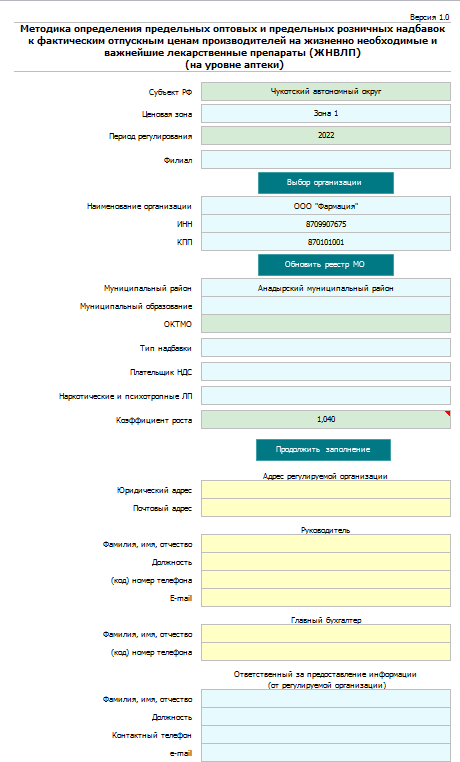 Версия 1.0
Методика определения предельных оптовых и предельных розничных надбавок
к фактическим отпускным ценам производителей на жизненно необходимые и
важнейшие лекарственные препараты (ЖНВЛП)
(на уровне аптеки)
Субъект РФ Чукотский автономный округ
Ценовая зона Зона 1
Период регулирования 2022
Филиал
Выбор организации
Наименование организации ООО "Фармация"
ИНН 8709907675
КПП 870101001
Обновить реестр МО
Муниципальный район Анадырский муниципальный район
Муниципальное образование
ОКТМО
Тип надбавки
Плательщик НДС
Наркотические и психотропные ЛП
Коэффициент роста 1,040
Продолжить заполнение
Адрес регулируемой организации
Юридический адрес
Почтовый адрес
Руководитель
Фамилия, имя, отчество
Должность
(код) номер телефона
E-mail
Главный бухгалтер
Фамилия, имя, отчество
(код) номер телефона
Ответственный за предоставление информации
(от регулируемой организации)
Фамилия, имя, отчество
Должность
Контактный телефон
e-mail